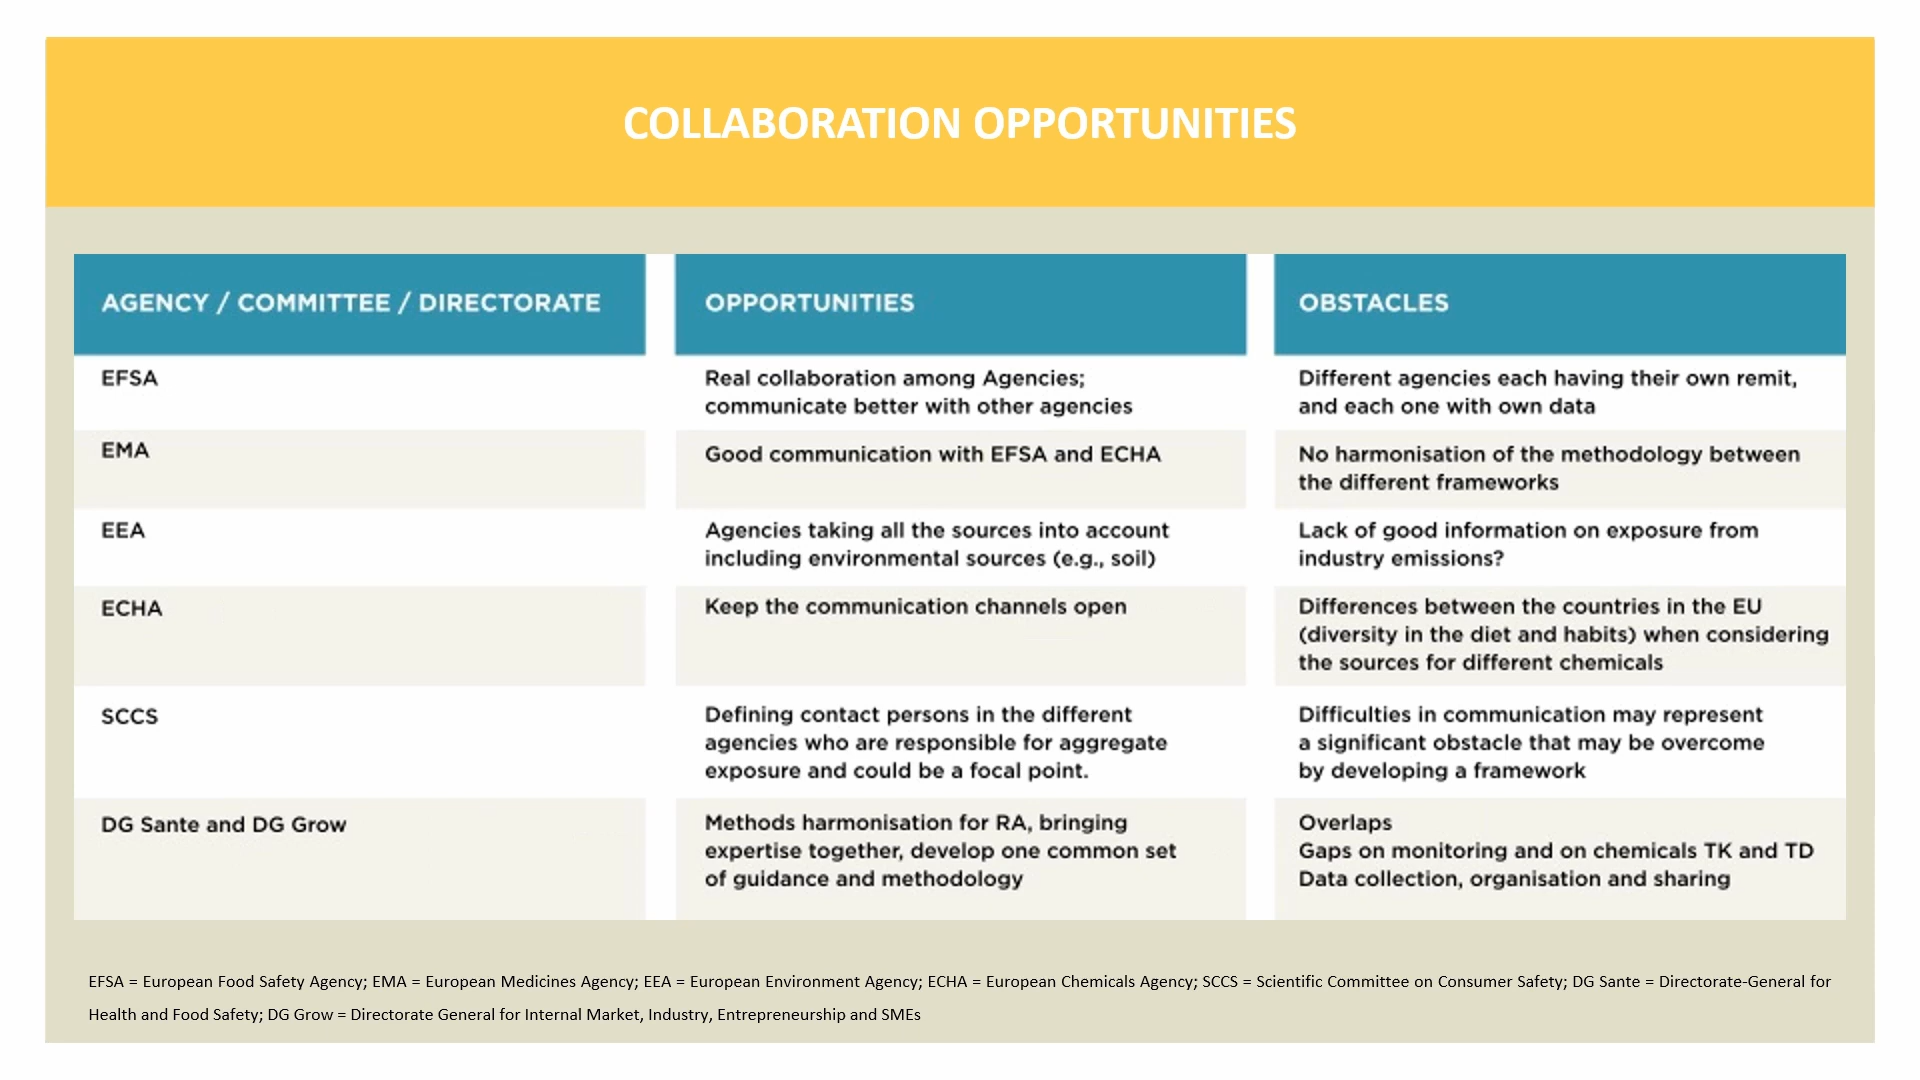 COLLABORATION OPPORTUNITIES
AGENCY / COMMITTEE / DIRECTORATE
OPPORTUNITIES
OBSTACLES
EFSA
Real collaboration among Agencies;
communicate better with other agencies
Different agencies each having their own remit,
and each one with own data
EMA
Good communication with EFSA and ECHA
No harmonisation of the methodology between
the different frameworks
EEA
Agencies taking all the sources into account
including environmental sources (e.g., soil)
Lack of good information on exposure from
industry emissions?
ECHA
Keep the communication channels open
Differences between the countries in the EU
(diversity in the diet and habits) when considering
the sources for different chemicals
SCCS
Defining contact persons in the different
agencies who are responsible for aggregate
exposure and could be a focal point.
Difficulties in communication may represent
a significant obstacle that may be overcome
by developing a framework
DG Sante and DG Grow
Methods harmonisation for RA, bringing
expertise together, develop one common set
of guidance and methodology
Overlaps
Gaps on monitoring and on chemicals TK and TD
Data collection, organisation and sharing
EFSA = European Food Safety Agency; EMA = European Medicines Agency; EEA = European Environment Agency; ECHA = European Chemicals Agency; SCCS = Scientific Committee on Consumer Safety; DG Sante = Directorate-General for
Health and Food Safety; DG Grow = Directorate General for Internal Market, Industry, Entrepreneurship and SMEs